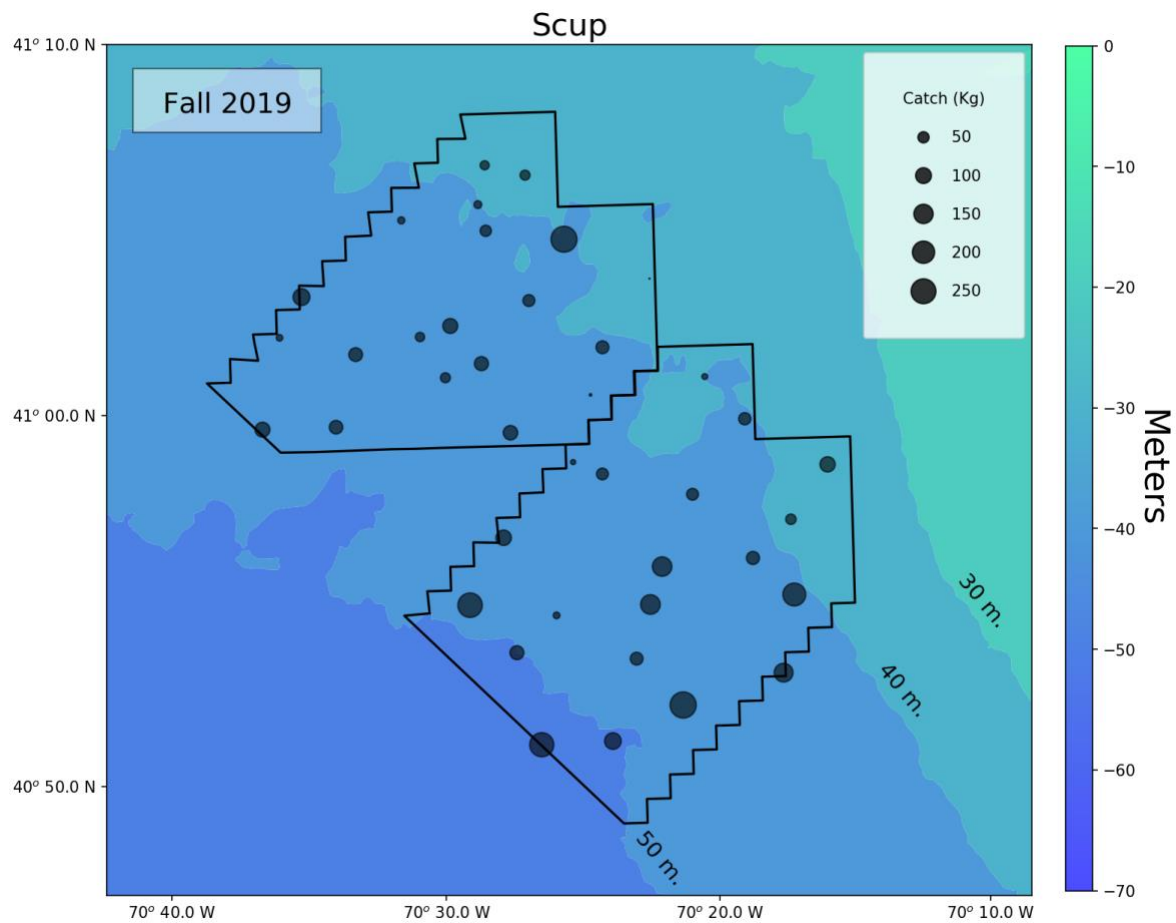 Scup
41° 10.0 N
41° 00.0 N
40° 50.0 N
Fall 2019
Catch (Kg)
50
100
150
200
250
30 m.
40 m.
50 m.
70° 40.0 W
70° 30.0 W
70° 20.0 W
70° 10.0 W
0
−10
−20
−30
−40
−50
−60
−70
Meters